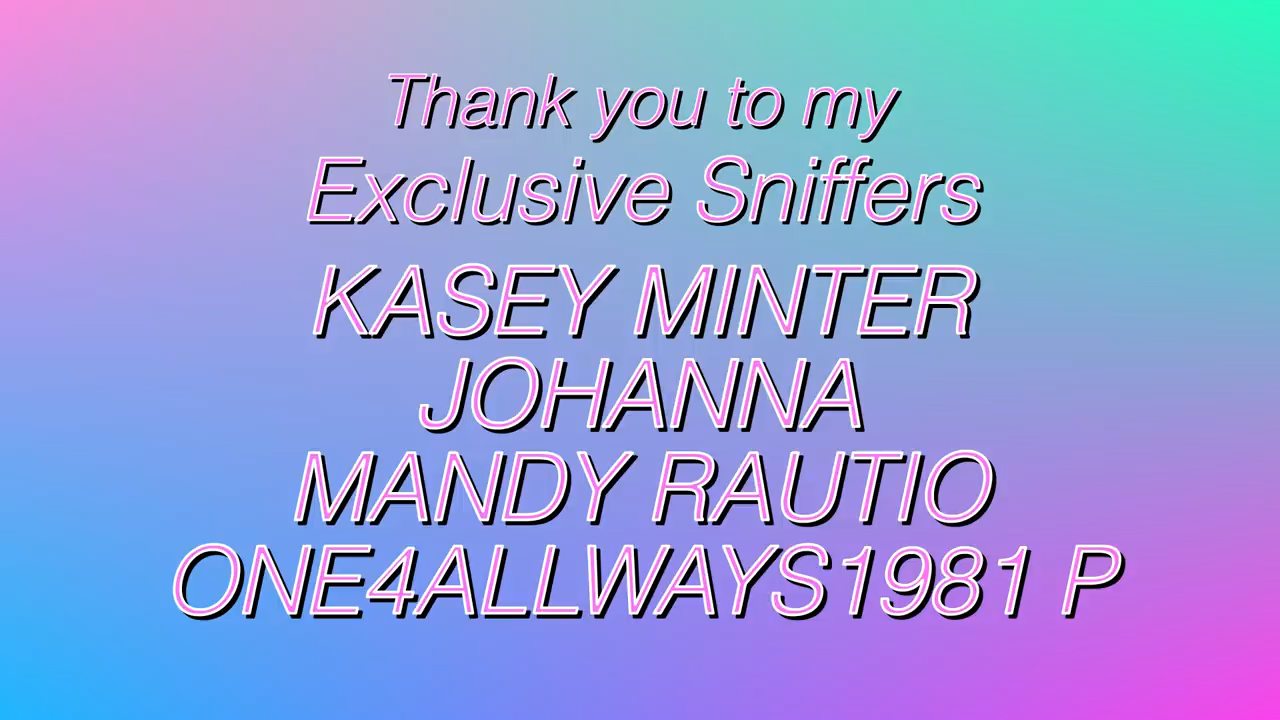 Thank you to my
Exclusive Sniffers
KASEY MINTER
JOHANNA
MANDY RAUTIO
ONE4ALLWAYS1981 P